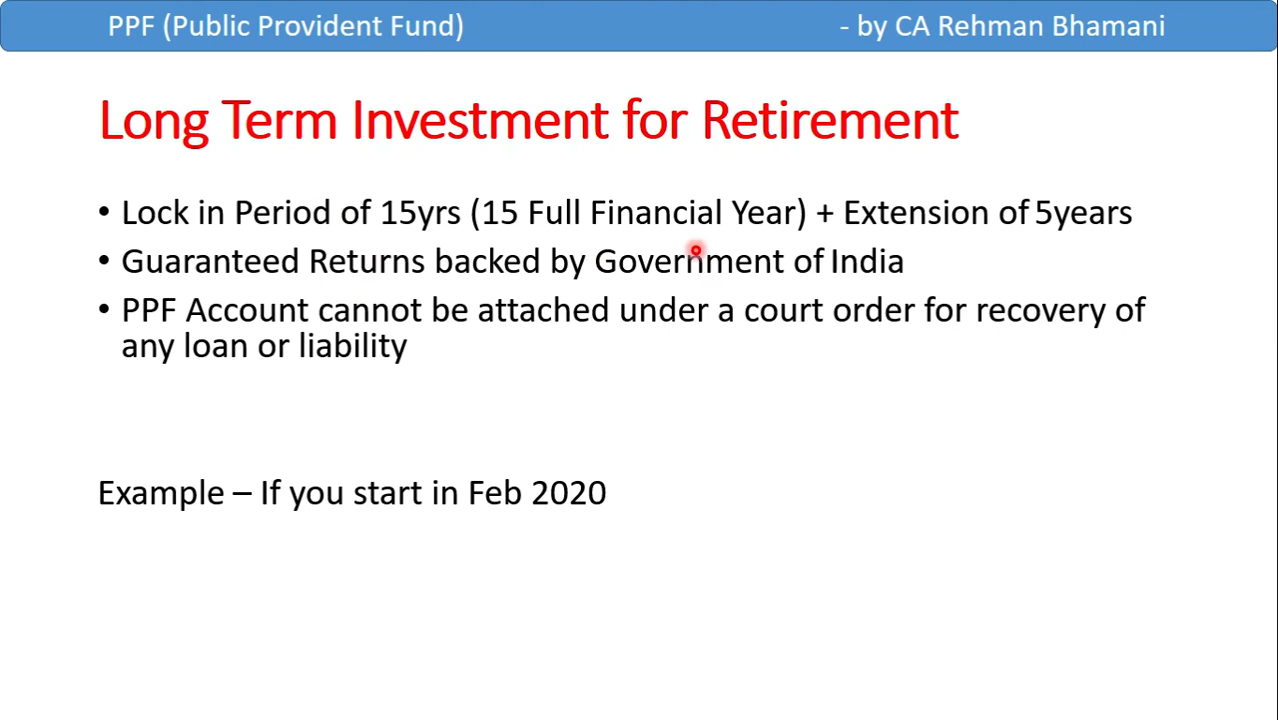 PPF (Public Provident Fund) - by CA Rehman Bhamani
Long Term Investment for Retirement
• Lock in Period of 15yrs (15 Full Financial Year) + Extension of 5years
• Guaranteed Returns backed by Government of India
• PPF Account cannot be attached under a court order for recovery of
any loan or liability
Example – If you start in Feb 2020